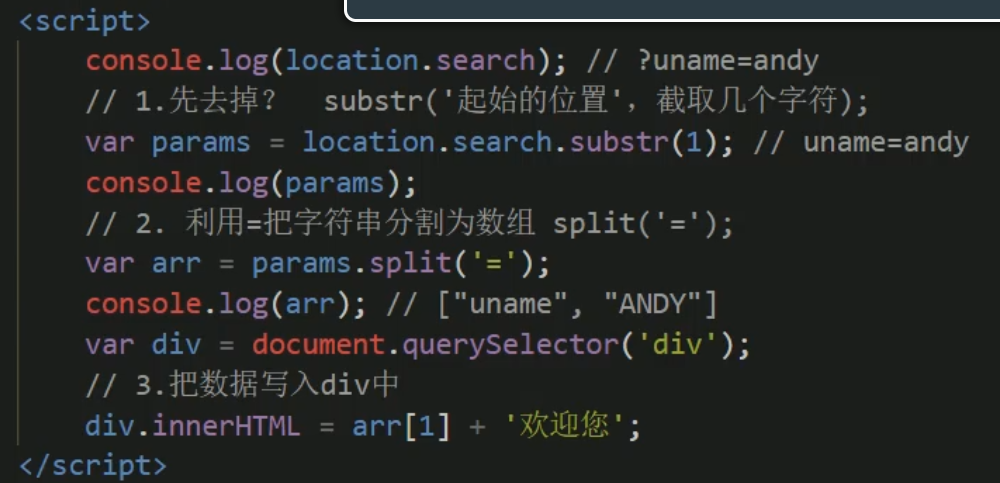 <script>
console.log(location.search); // ?uname=andy
// 1.先去掉？ substr('起始的位置', 截取几个字符);
var params = location.search.substr(1); // uname=andy
console.log(params);
// 2. 利用=把字符串分割为数组 split('=');
var arr = params.split('=');
console.log(arr); // ["uname", "ANDY"]
var div = document.querySelector('div');
// 3.把数据写入div中
div.innerHTML = arr[1] + '欢迎您';
</script>